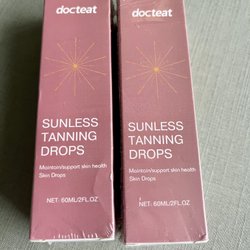 docteat
SUNLESS
TANNING
DROPS
Maintain/support skin health
Skin Drops
NET: 60ML/2FL.OZ
docteat
SUNLESS
TANNING
DROPS
Maintain/support skin health
Skin Drops
NET: 60ML/2FL.OZ